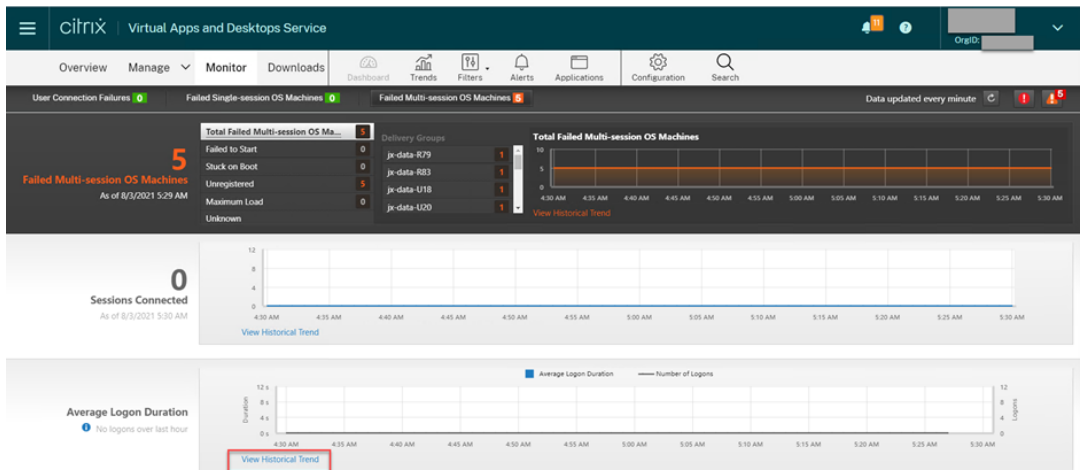 citrix | Virtual Apps and Desktops Service
11
OrgID:
Overview Manage Monitor Downloads
Dashboard Trends Filters Alerts Applications Configuration Search
User Connection Failures 0 Failed Single-session OS Machines 0 Failed Multi-session OS Machines 5
Data updated every minute
5
5
Failed Multi-session OS Machines
As of 8/3/2021 5:29 AM
Total Failed Multi-session OS Ma... 5
Failed to Start 0
Stuck on Boot 0
Unregistered 5
Maximum Load 0
Unknown
Delivery Groups
jx-data-R79 1
jx-data-R83 1
jx-data-U18 1
jx-data-U20 1
Total Failed Multi-session OS Machines
10
5
0
4:30 AM 4:35 AM 4:40 AM 4:45 AM 4:50 AM 4:55 AM 5:00 AM 5:05 AM 5:10 AM 5:15 AM 5:20 AM 5:25 AM 5:30 AM
View Historical Trend
0
Sessions Connected
As of 8/3/2021 5:30 AM
12
8
4
0
4:30 AM 4:35 AM 4:40 AM 4:45 AM 4:50 AM 4:55 AM 5:00 AM 5:05 AM 5:10 AM 5:15 AM 5:20 AM 5:25 AM 5:30 AM
View Historical Trend
Average Logon Duration
No logons over last hour
Average Logon Duration Number of Logons
Duration
12 s
8 s
4 s
0 s
12
8
4
0
Logons
4:30 AM 4:35 AM 4:40 AM 4:45 AM 4:50 AM 4:55 AM 5:00 AM 5:05 AM 5:10 AM 5:15 AM 5:20 AM 5:25 AM 5:30 AM
View Historical Trend